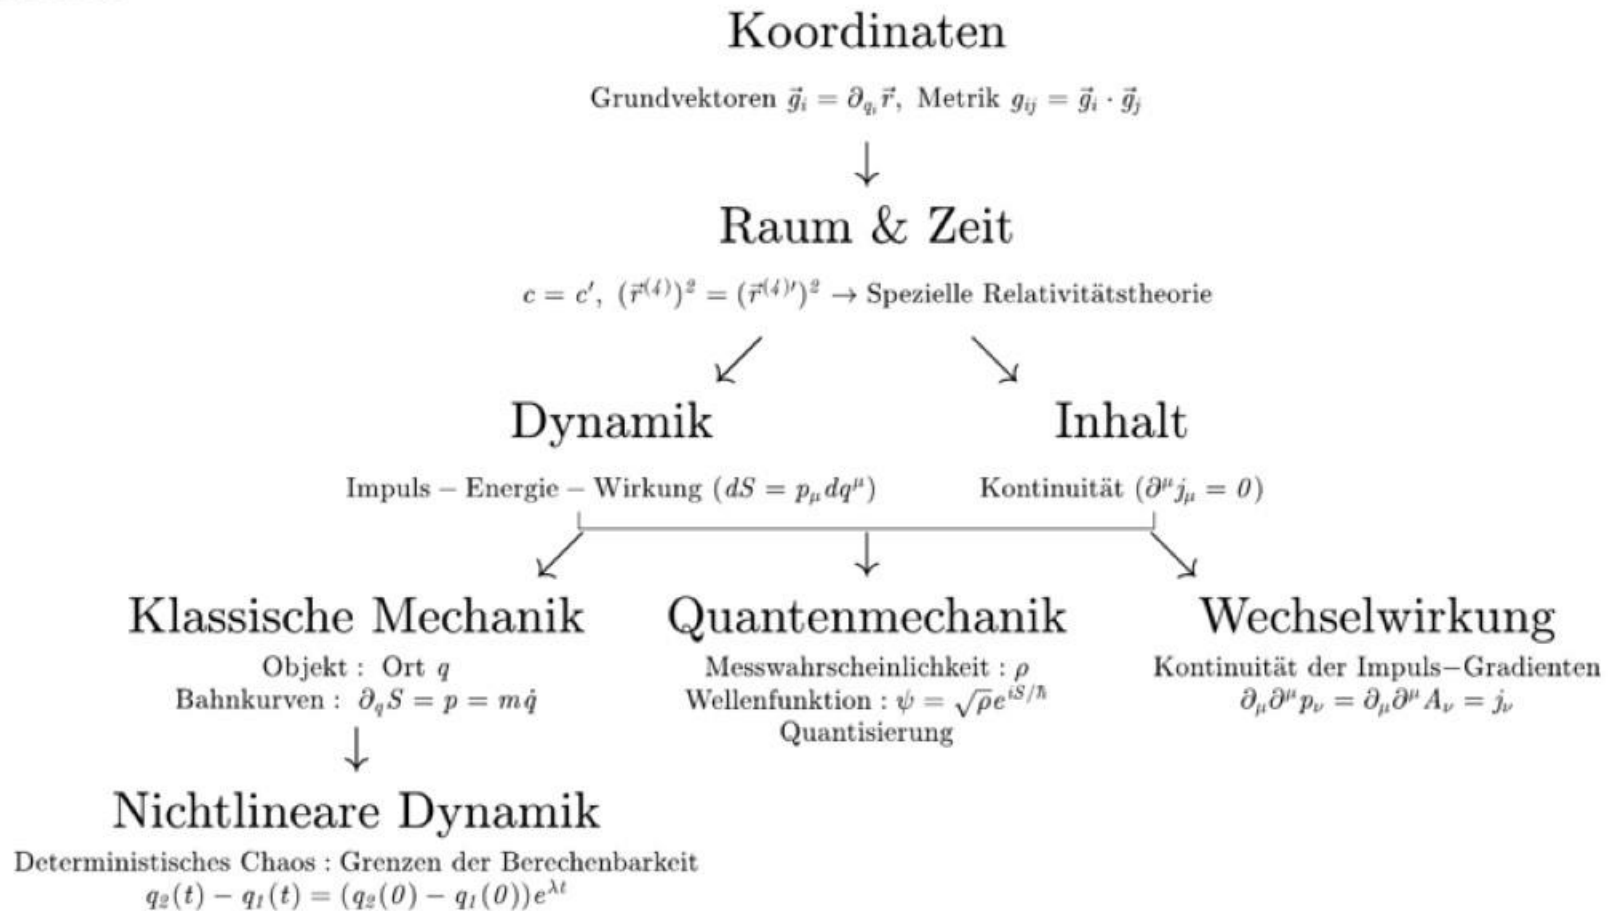 Koordinaten
Grundvektoren $\vec{g}_i = \partial_{q_i}\vec{r}$, Metrik $g_{ij} = \vec{g}_i \cdot \vec{g}_j$
↓
Raum & Zeit
$c = c'$, $(\vec{r}^{(4)})^2 = (\vec{r}^{(4)\prime})^2$ → Spezielle Relativitätstheorie
↙ ↘
Dynamik Inhalt
Impuls – Energie – Wirkung ($dS = p_\mu dq^\mu$) Kontinuität ($\partial^\mu j_\mu = 0$)
↙ ↓ ↘
Klassische Mechanik
Objekt : Ort $q$
Bahnkurven : $\partial_q S = p = m\dot{q}$
Quantenmechanik
Messwahrscheinlichkeit : $\rho$
Wellenfunktion : $\psi = \sqrt{\rho}e^{iS/\hbar}$
Quantisierung
Wechselwirkung
Kontinuität der Impuls–Gradienten
$\partial_\mu \partial^\mu p_\nu = \partial_\mu \partial^\mu A_\nu = j_\nu$
↓
Nichtlineare Dynamik
Deterministisches Chaos : Grenzen der Berechenbarkeit
$q_2(t) - q_1(t) = (q_2(0) - q_1(0))e^{\lambda t}$